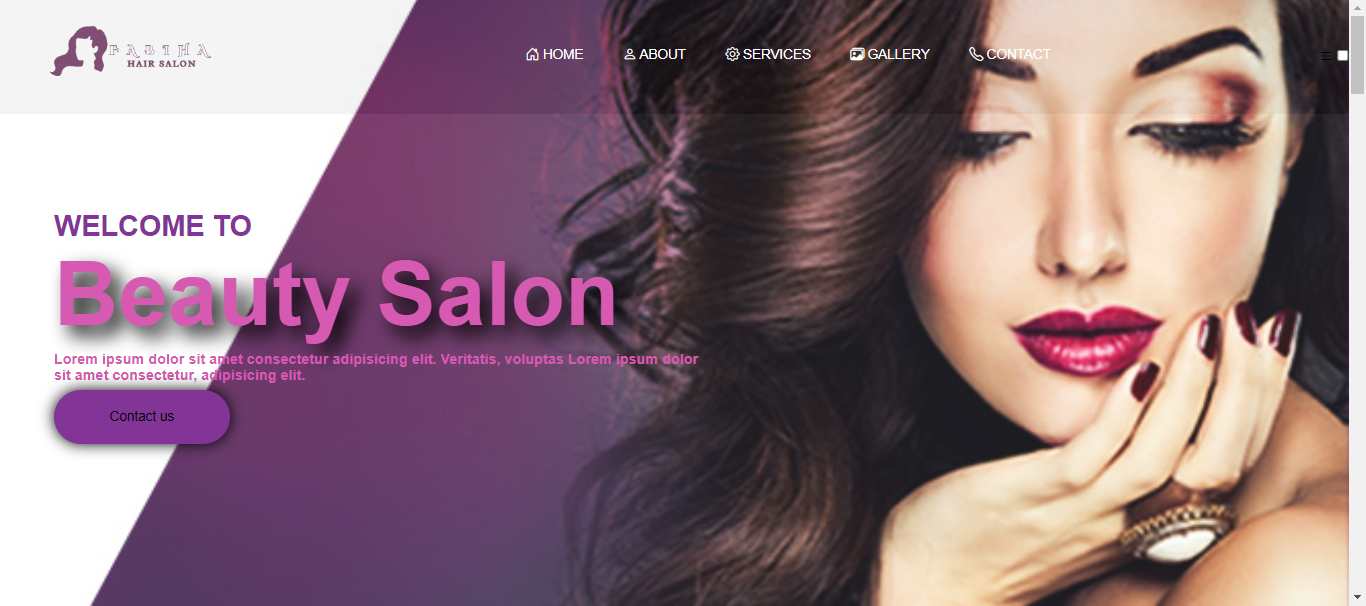 FABIHA
HAIR SALON
HOME
ABOUT
SERVICES
GALLERY
CONTACT
WELCOME TO
Beauty Salon
Lorem ipsum dolor sit amet consectetur adipisicing elit. Veritatis, voluptas Lorem ipsum dolor
sit amet consectetur, adipisicing elit.
Contact us